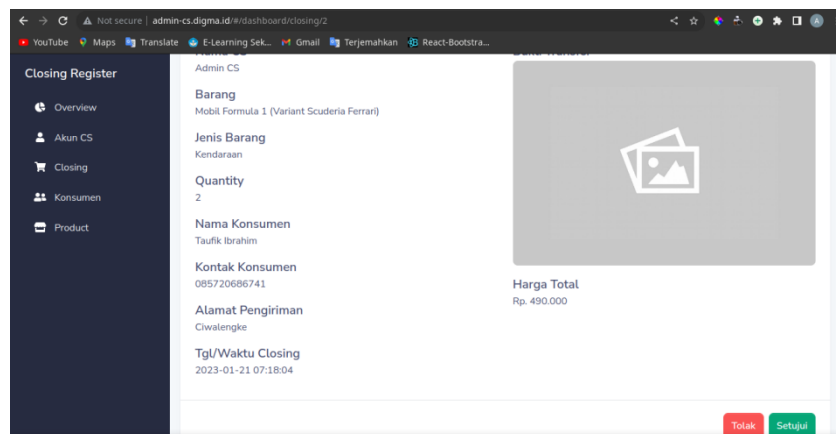 Not secure | admin-cs.digma.id/#/dashboard/closing/2
YouTube Maps Translate E-Learning Sek... Gmail Terjemahkan React-Bootstra...
Closing Register
Overview
Akun CS
Closing
Konsumen
Product
Admin CS
Barang
Mobil Formula 1 (Variant Scuderia Ferrari)
Jenis Barang
Kendaraan
Quantity
2
Nama Konsumen
Taufik Ibrahim
Kontak Konsumen
085720686741
Alamat Pengiriman
Ciwalengke
Tgl/Waktu Closing
2023-01-21 07:18:04
Harga Total
Rp. 490.000
Tolak
Setujui